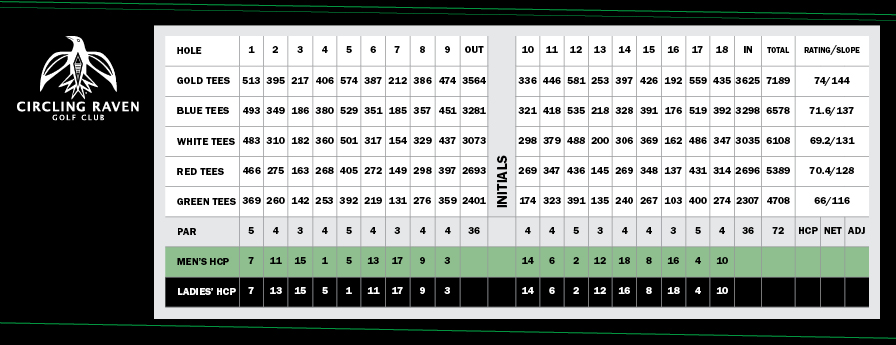 CIRCLING RAVEN
GOLF CLUB
HOLE 1 2 3 4 5 6 7 8 9 OUT 10 11 12 13 14 15 16 17 18 IN TOTAL RATING/SLOPE
GOLD TEES 513 395 217 406 574 387 212 386 474 3564 336 446 581 253 397 426 192 559 435 3625 7189 74/144
BLUE TEES 493 349 186 380 529 351 185 357 451 3281 321 418 535 218 328 391 176 519 392 3298 6578 71.6/137
WHITE TEES 483 310 182 360 501 317 154 329 437 3073 298 379 488 200 306 369 162 486 347 3035 6108 69.2/131
RED TEES 466 275 163 268 405 272 149 298 397 2693 269 347 436 145 269 348 137 431 314 2696 5389 70.4/128
GREEN TEES 369 260 142 253 392 219 131 276 359 2401 174 323 391 135 240 267 103 400 274 2307 4708 66/116
INITIALS
PAR 5 4 3 4 5 4 3 4 4 36 4 4 5 3 4 4 3 5 4 36 72 HCP NET ADJ
MEN'S HCP 7 11 15 1 5 13 17 9 3 14 6 2 12 18 8 16 4 10
LADIES' HCP 7 13 15 5 1 11 17 9 3 14 6 2 12 16 8 18 4 10